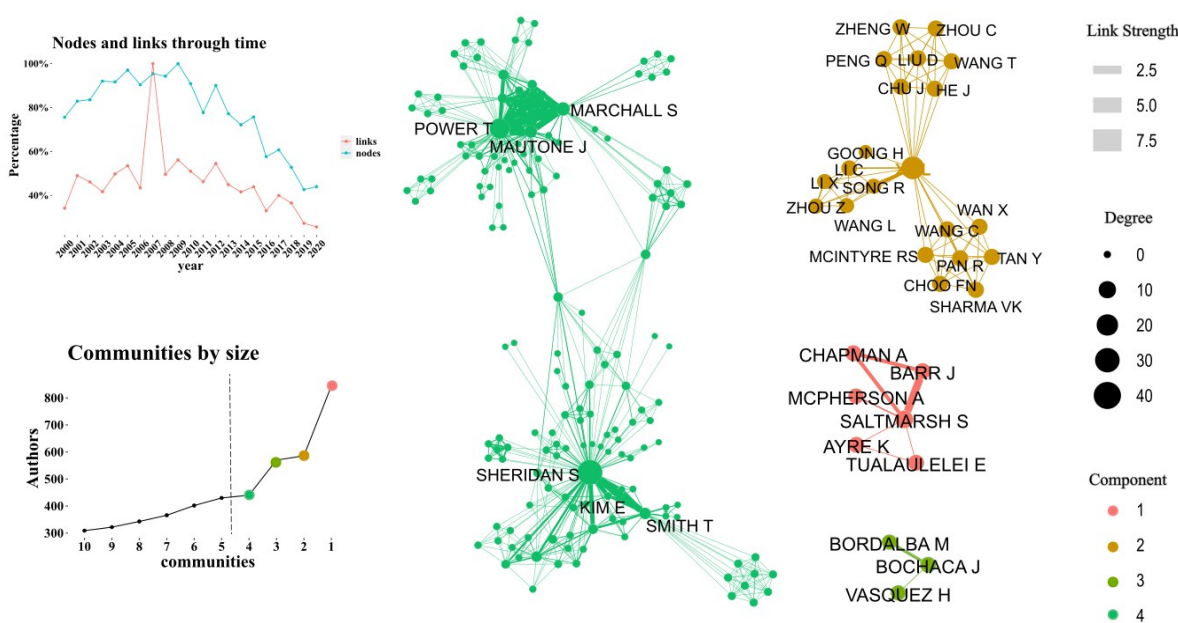 Nodes and links through time
100%
80%
60%
40%
Percentage
links
nodes
2000
2001
2002
2003
2004
2005
2006
2007
2008
2009
2010
2011
2012
2013
2014
2015
2016
2017
2018
2019
2020
year
Communities by size
800
700
600
500
400
300
Authors
10
9
8
7
6
5
4
3
2
1
communities
MARCHALL S
POWER T
MAUTONE J
SHERIDAN S
KIM E
SMITH T
ZHENG W
ZHOU C
PENG Q
LIU D
WANG T
CHU J
HE J
GOONG H
LI C
LI X
SONG R
ZHOU Z
WANG L
WAN X
WANG C
MCINTYRE RS
PAN R
TAN Y
CHOO FN
SHARMA VK
CHAPMAN A
BARR J
MCPHERSON A
SALTMARSH S
AYRE K
TUALAULELEI E
BORDALBA M
BOCHACA J
VASQUEZ H
Link Strength
2.5
5.0
7.5
Degree
0
10
20
30
40
Component
1
2
3
4